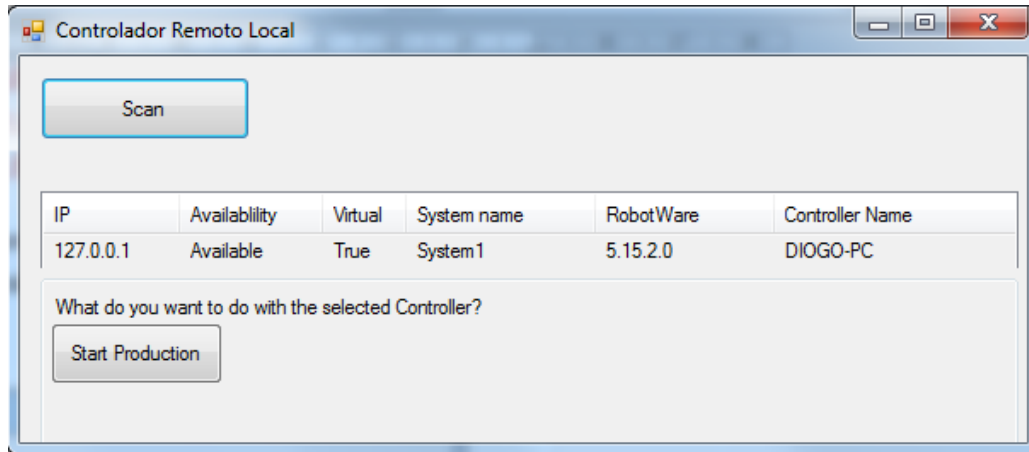 Controlador Remoto Local
Scan
IP Availablility Virtual System name RobotWare Controller Name
127.0.0.1 Available True System1 5.15.2.0 DIOGO-PC
What do you want to do with the selected Controller?
Start Production